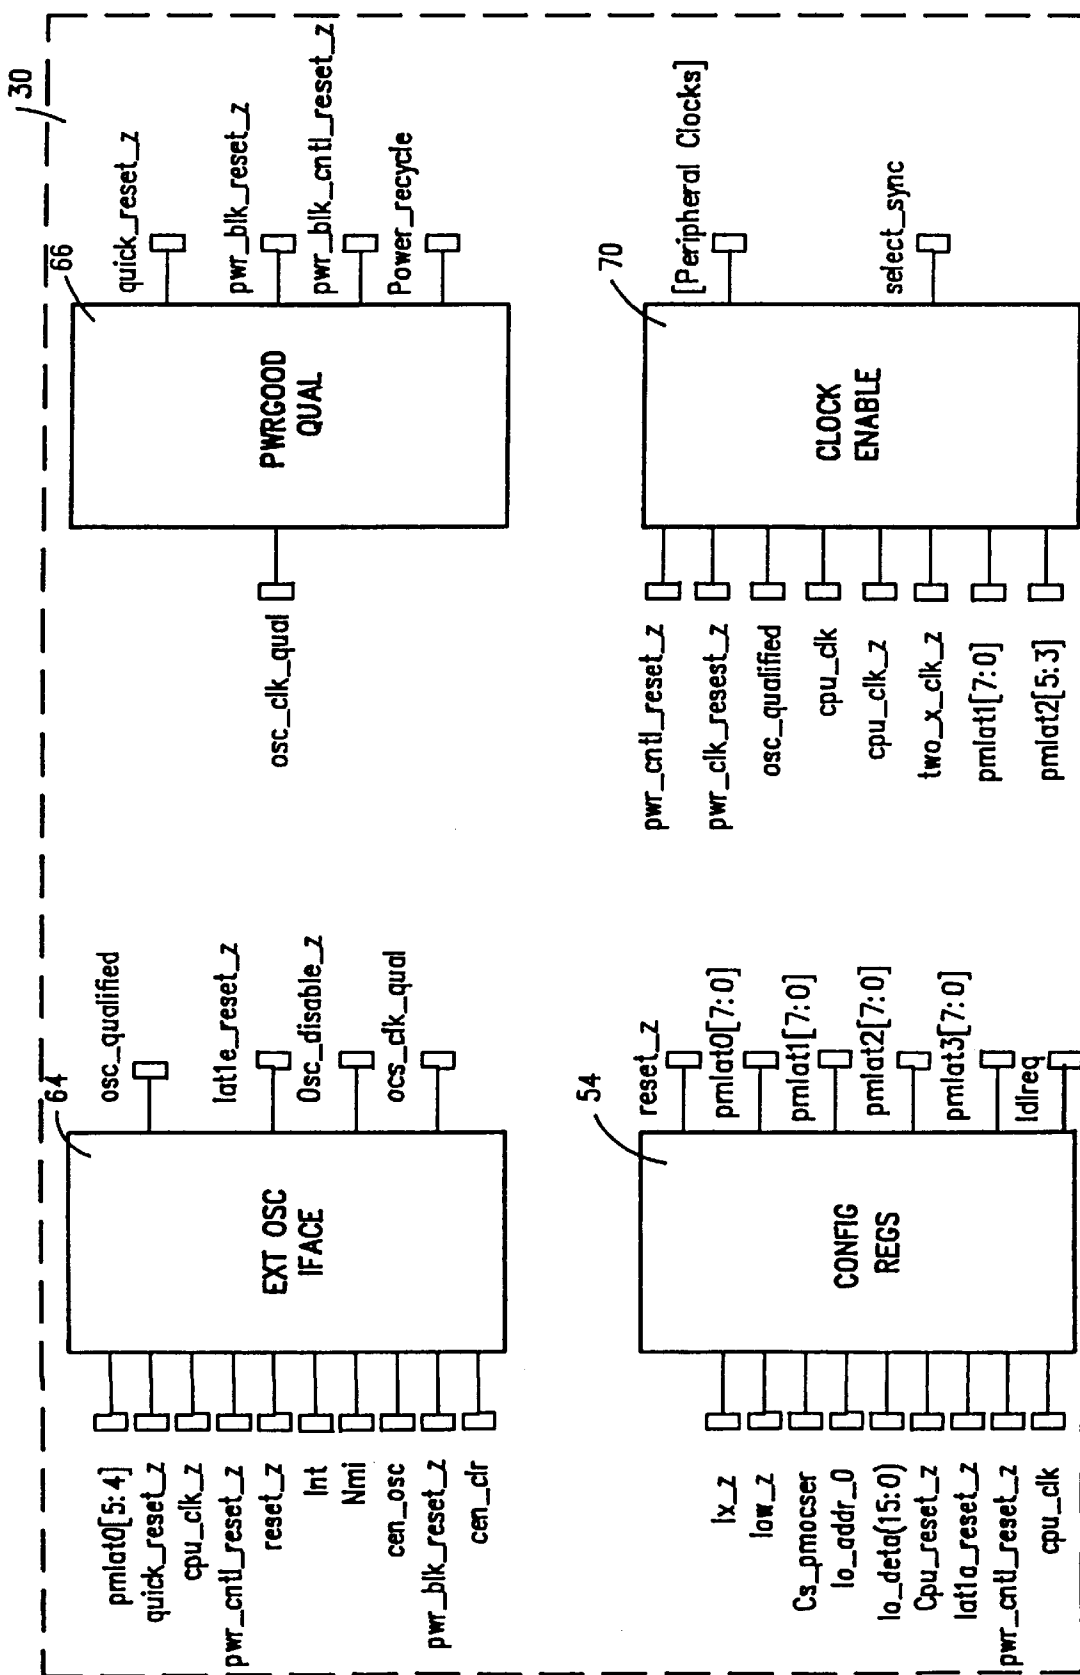 30
64
EXT OSC
IFACE
pmlat0[5:4]
quick_reset_z
cpu_clk_z
pwr_cntl_reset_z
reset_z
Int
Nmi
cen_osc
pwr_blk_reset_z
cen_clr
osc_qualified
lat1e_reset_z
Osc_disable_z
ocs_clk_qual
66
PWRGOOD
QUAL
osc_clk_qual
quick_reset_z
pwr_blk_reset_z
pwr_blk_cntl_reset_z
Power_recycle
54
CONFIG
REGS
Ix_z
Iow_z
Cs_pmocser
Io_addr_0
Io_deta(15:0)
Cpu_reset_z
lat1a_reset_z
pwr_cntl_reset_z
cpu_clk
reset_z
pmlat0[7:0]
pmlat1[7:0]
pmlat2[7:0]
pmlat3[7:0]
Idlreq
70
CLOCK
ENABLE
pwr_cntl_reset_z
pwr_clk_resest_z
osc_qualified
cpu_clk
cpu_clk_z
two_x_clk_z
pmlat1[7:0]
pmlat2[5:3]
[Peripheral Clocks]
select_sync